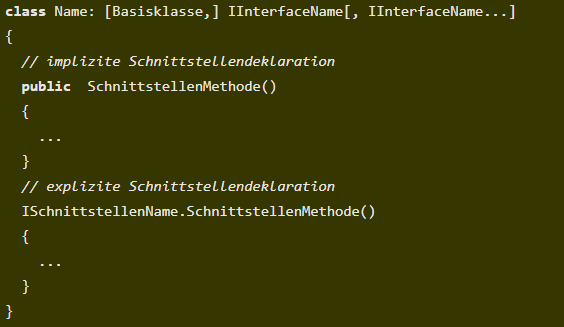 class Name: [Basisklasse,] IInterfaceName[, IInterfaceName...]
{
  // implizite Schnittstellendeklaration
  public  SchnittstellenMethode()
  {
    ...
  }
  // explizite Schnittstellendeklaration
  ISchnittstellenName.SchnittstellenMethode()
  {
    ...
  }
}